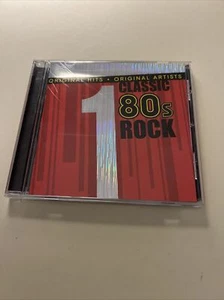 ORIGINAL HITS • ORIGINAL ARTISTS
1
CLASSIC
80s
ROCK